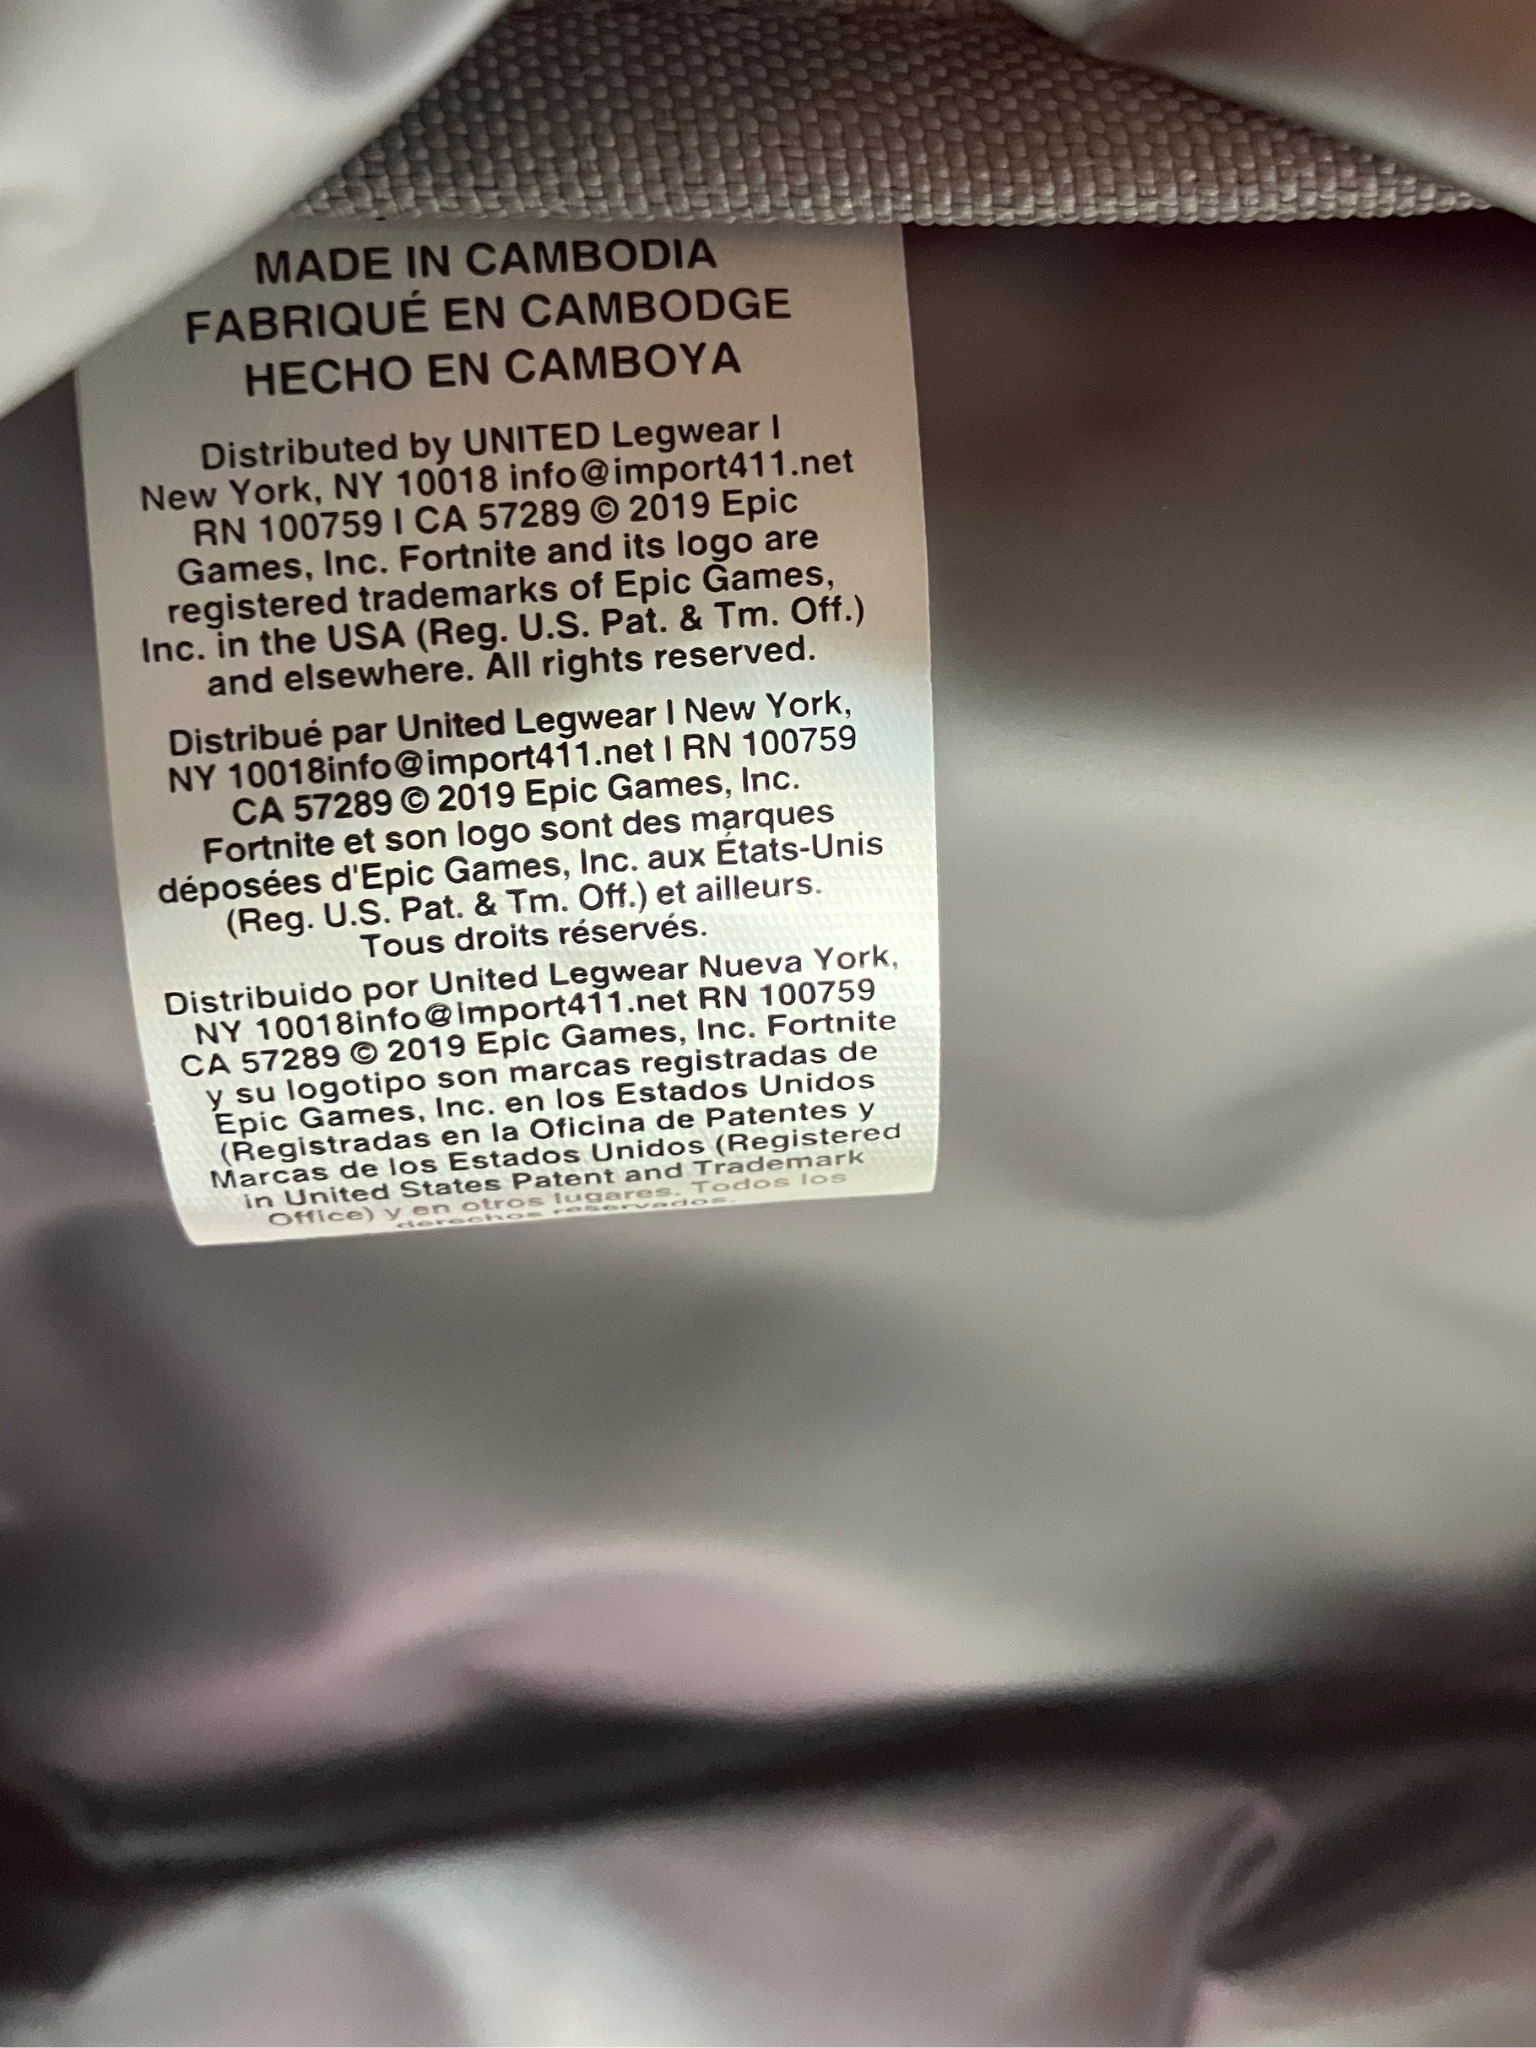 MADE IN CAMBODIA
FABRIQUÉ EN CAMBODGE
HECHO EN CAMBOYA
Distributed by UNITED Legwear I
New York, NY 10018 info@import411.net
RN 100759 I CA 57289 © 2019 Epic
Games, Inc. Fortnite and its logo are
registered trademarks of Epic Games,
Inc. in the USA (Reg. U.S. Pat. & Tm. Off.)
and elsewhere. All rights reserved.
Distribué par United Legwear I New York,
NY 10018info@import411.net I RN 100759
CA 57289 © 2019 Epic Games, Inc.
Fortnite et son logo sont des marques
déposées d'Epic Games, Inc. aux États-Unis
(Reg. U.S. Pat. & Tm. Off.) et ailleurs.
Tous droits réservés.
Distribuido por United Legwear Nueva York,
NY 10018info@import411.net RN 100759
CA 57289 © 2019 Epic Games, Inc. Fortnite
y su logotipo son marcas registradas de
Epic Games, Inc. en los Estados Unidos
(Registradas en la Oficina de Patentes y
Marcas de los Estados Unidos (Registered
in United States Patent and Trademark
Office) y en otros lugares. Todos los
derechos reservados.